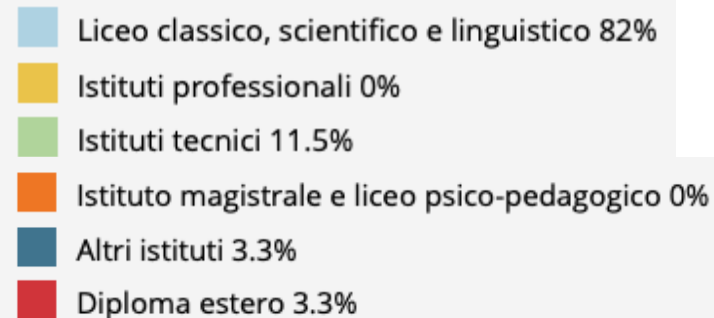 Liceo classico, scientifico e linguistico 82%
Istituti professionali 0%
Istituti tecnici 11.5%
Istituto magistrale e liceo psico-pedagogico 0%
Altri istituti 3.3%
Diploma estero 3.3%